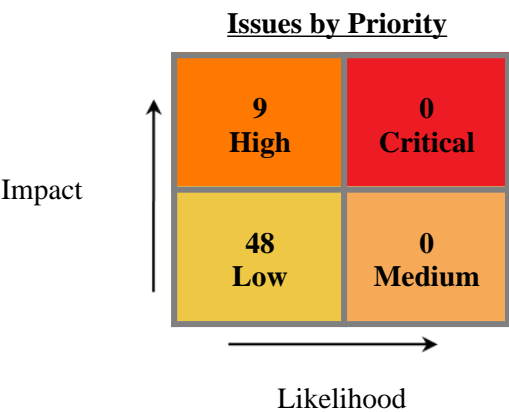 Issues by Priority
9
High
0
Critical
Impact
48
Low
0
Medium
Likelihood